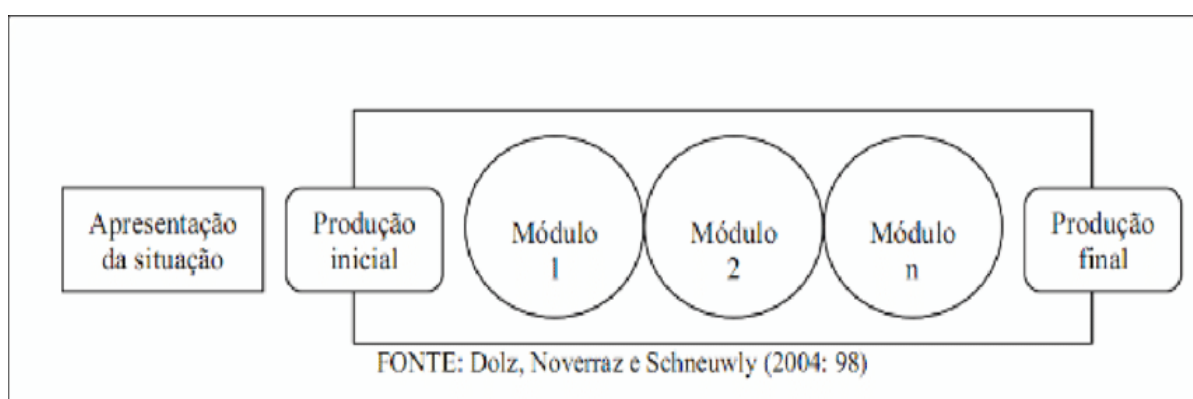 Apresentação
da situação
Produção
inicial
Módulo
1
Módulo
2
Módulo
n
Produção
final
FONTE: Dolz, Noverraz e Schneuwly (2004: 98)